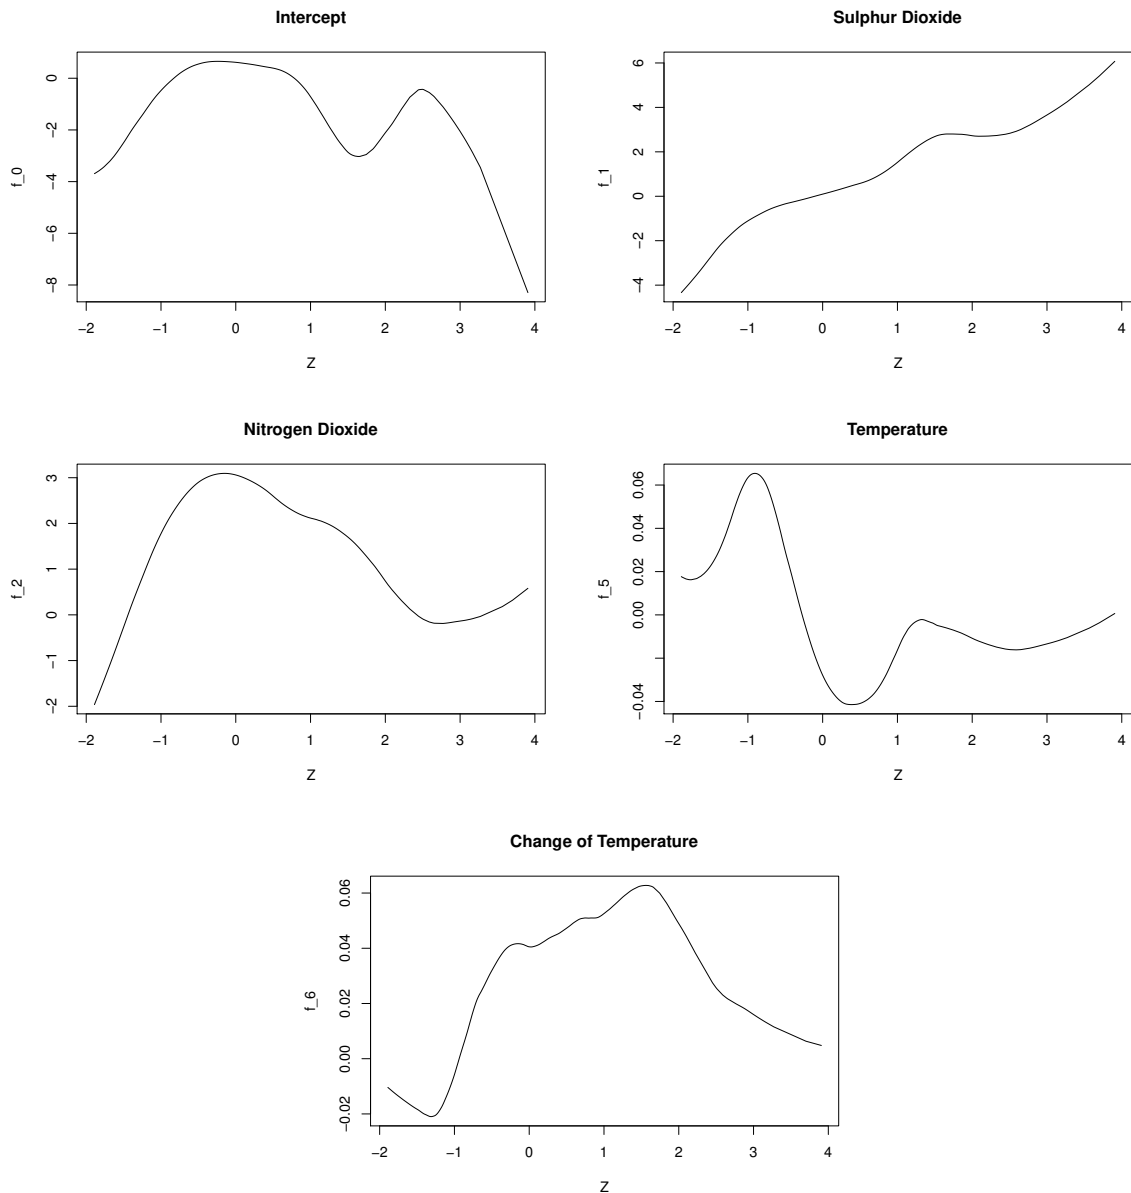 Intercept
f_0
0
−2
−4
−6
−8
−2 −1 0 1 2 3 4
Z
Sulphur Dioxide
f_1
6
4
2
0
−2
−4
−2 −1 0 1 2 3 4
Z
Nitrogen Dioxide
f_2
3
2
1
0
−1
−2
−2 −1 0 1 2 3 4
Z
Temperature
f_5
0.06
0.04
0.02
0.00
−0.04
−2 −1 0 1 2 3 4
Z
Change of Temperature
f_6
0.06
0.04
0.02
0.00
−0.02
−2 −1 0 1 2 3 4
Z